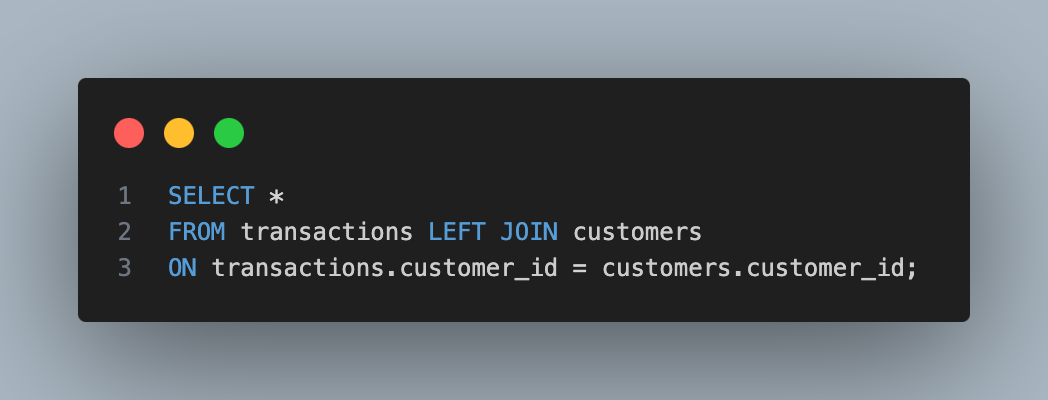 1 SELECT *
2 FROM transactions LEFT JOIN customers
3 ON transactions.customer_id = customers.customer_id;